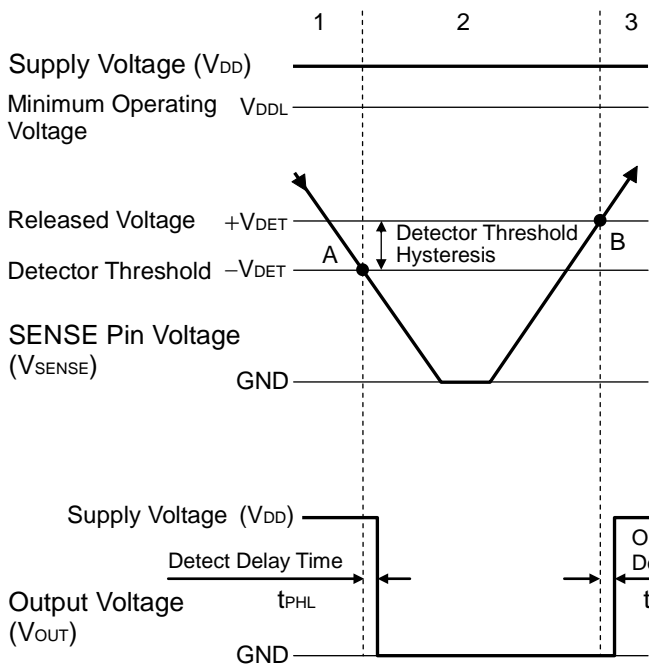 1 2 3
Supply Voltage (VDD)
Minimum Operating
Voltage
VDDL
Released Voltage +VDET
Detector Threshold
Hysteresis
A
B
Detector Threshold −VDET
SENSE Pin Voltage
(VSENSE)
GND
Supply Voltage (VDD)
Detect Delay Time
tPHL
Output Voltage
(VOUT)
GND